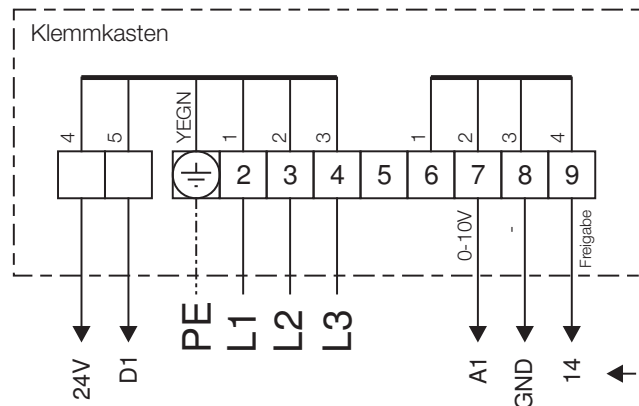 Klemmkasten
4 5 YEGN 1 2 3 1 2 3 4
2 3 4 5 6 7 8 9
0-10V - Freigabe
24V D1 PE L1 L2 L3 A1 GND 14